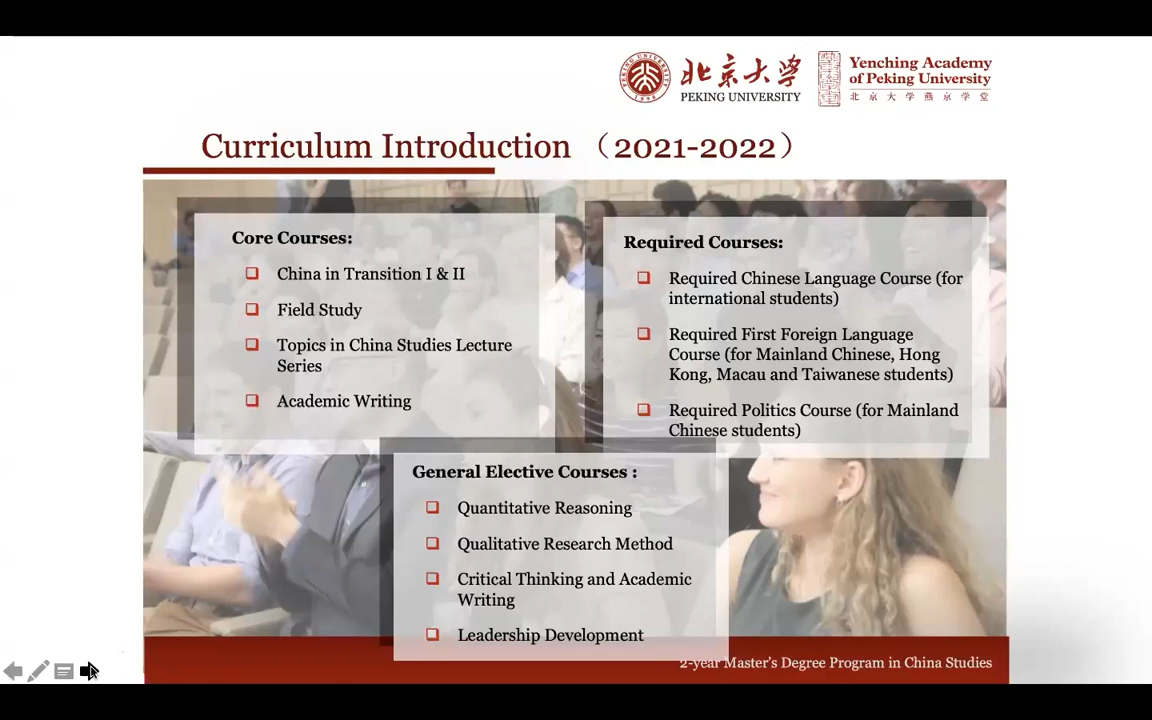 北京大学
PEKING UNIVERSITY
PEKING UNIVERSITY
1898
Yenching Academy
of Peking University
北京大学燕京学堂
Curriculum Introduction （2021-2022）
Core Courses:
China in Transition I & II
Field Study
Topics in China Studies Lecture
Series
Academic Writing
Required Courses:
Required Chinese Language Course (for
international students)
Required First Foreign Language
Course (for Mainland Chinese, Hong
Kong, Macau and Taiwanese students)
Required Politics Course (for Mainland
Chinese students)
General Elective Courses :
Quantitative Reasoning
Qualitative Research Method
Critical Thinking and Academic
Writing
Leadership Development
2-year Master's Degree Program in China Studies